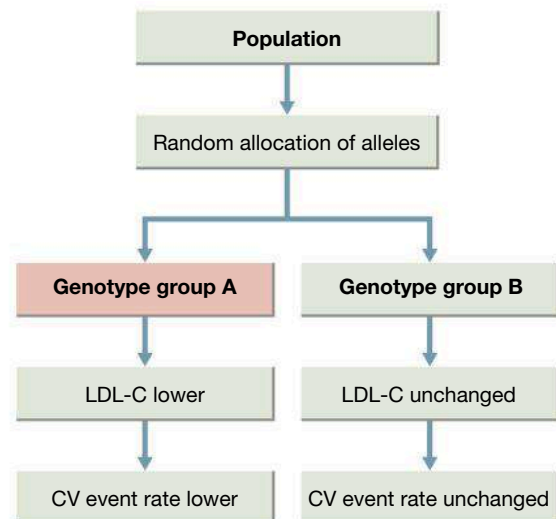 Population
Random allocation of alleles
Genotype group A
Genotype group B
LDL-C lower
LDL-C unchanged
CV event rate lower
CV event rate unchanged